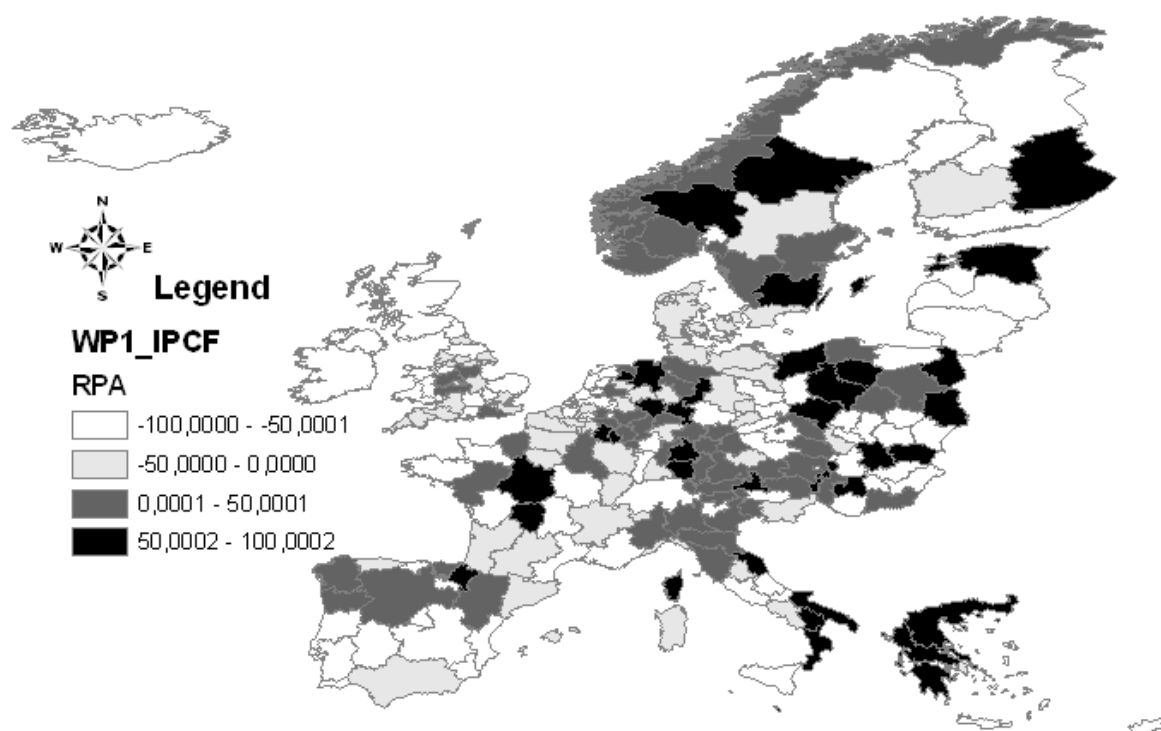 N
W E
S
Legend
WP1_IPCF
RPA
-100,0000 - -50,0001
-50,0000 - 0,0000
0,0001 - 50,0001
50,0002 - 100,0002